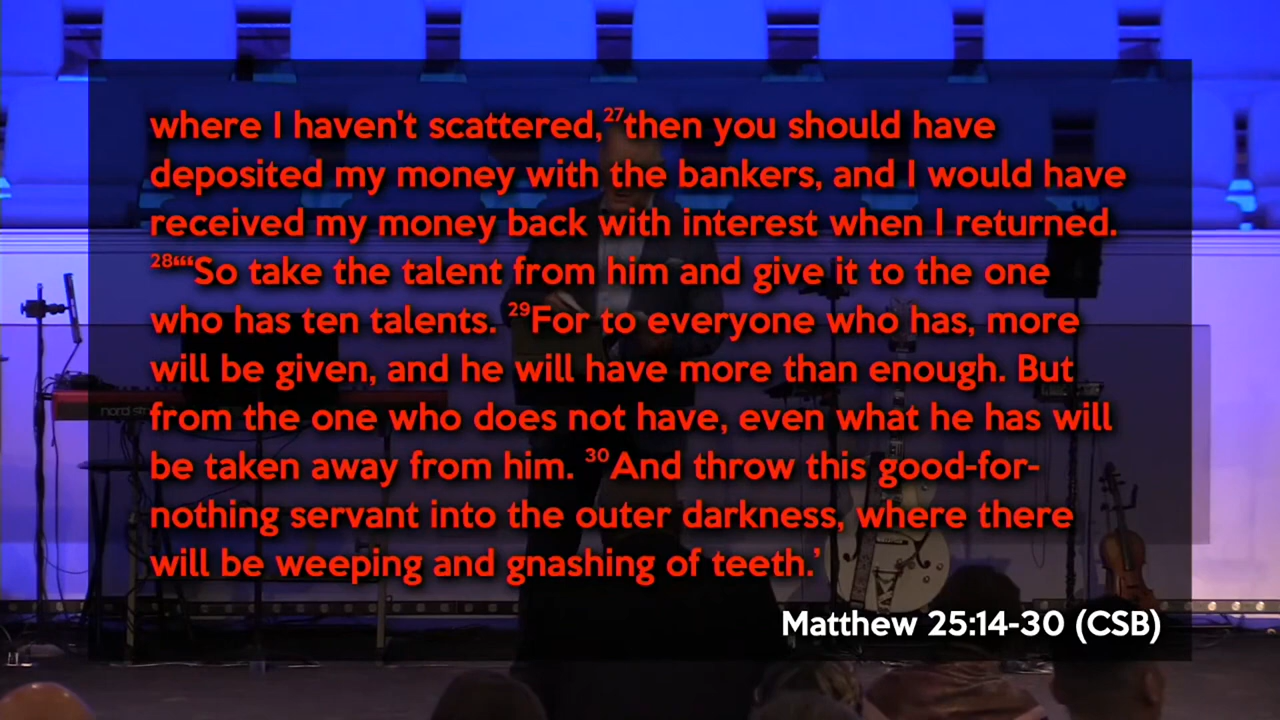 where I haven't scattered,²⁷then you should have
deposited my money with the bankers, and I would have
received my money back with interest when I returned.
²⁸“‘So take the talent from him and give it to the one
who has ten talents. ²⁹For to everyone who has, more
will be given, and he will have more than enough. But
from the one who does not have, even what he has will
be taken away from him. ³⁰And throw this good-for-
nothing servant into the outer darkness, where there
will be weeping and gnashing of teeth.’
Matthew 25:14-30 (CSB)
nord